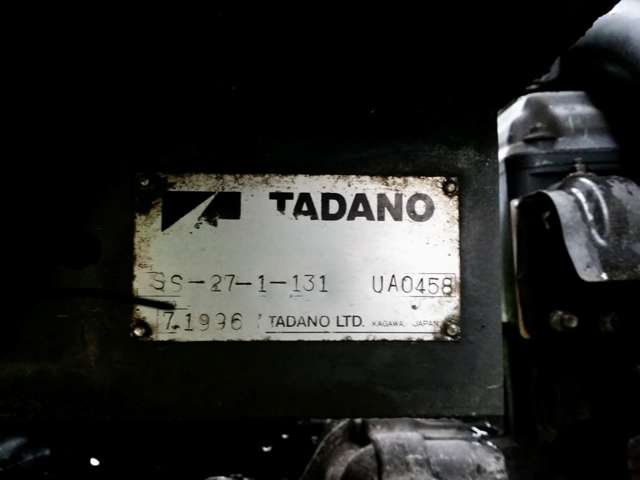 TADANO
SS-27-1-131 UA0458
7.1996 TADANO LTD. KAGAWA, JAPAN